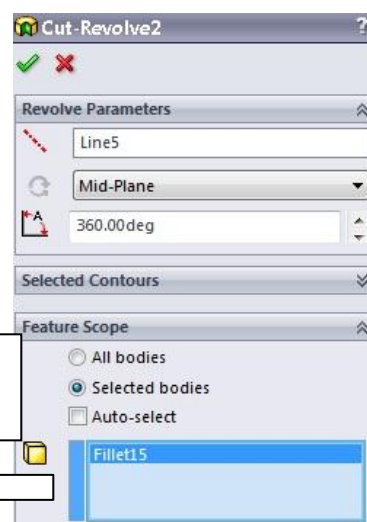 Cut-Revolve2 ?
Revolve Parameters
Line5
Mid-Plane
A
360.00deg
Selected Contours
Feature Scope
All bodies
Selected bodies
Auto-select
Fillet15